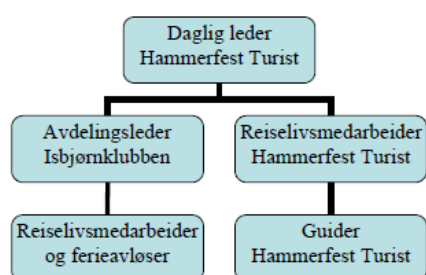 Daglig leder
Hammerfest Turist
Avdelingsleder
Isbjørnklubben
Reiselivsmedarbeider
Hammerfest Turist
Reiselivsmedarbeider
og ferieavløser
Guider
Hammerfest Turist